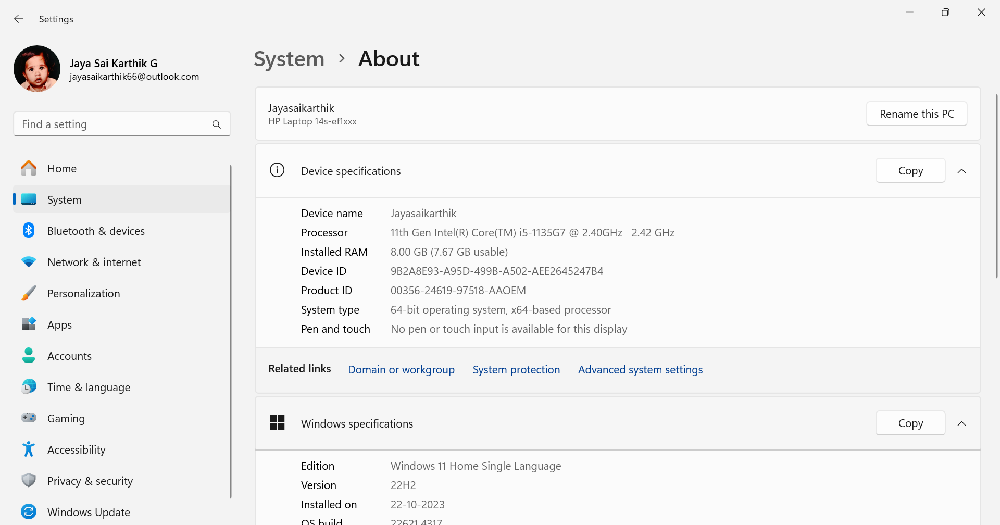 Settings
Jaya Sai Karthik G
jayasaikarthik66@outlook.com
Find a setting
Home
System
Bluetooth & devices
Network & internet
Personalization
Apps
Accounts
Time & language
Gaming
Accessibility
Privacy & security
Windows Update
System > About
Jayasaikarthik
HP Laptop 14s-ef1xxx
Rename this PC
Device specifications
Copy
Device name Jayasaikarthik
Processor 11th Gen Intel(R) Core(TM) i5-1135G7 @ 2.40GHz 2.42 GHz
Installed RAM 8.00 GB (7.67 GB usable)
Device ID 9B2A8E93-A95D-499B-A502-AEE2645247B4
Product ID 00356-24619-97518-AAOEM
System type 64-bit operating system, x64-based processor
Pen and touch No pen or touch input is available for this display
Related links Domain or workgroup System protection Advanced system settings
Windows specifications
Copy
Edition Windows 11 Home Single Language
Version 22H2
Installed on 22-10-2023
OS build 22621.4317